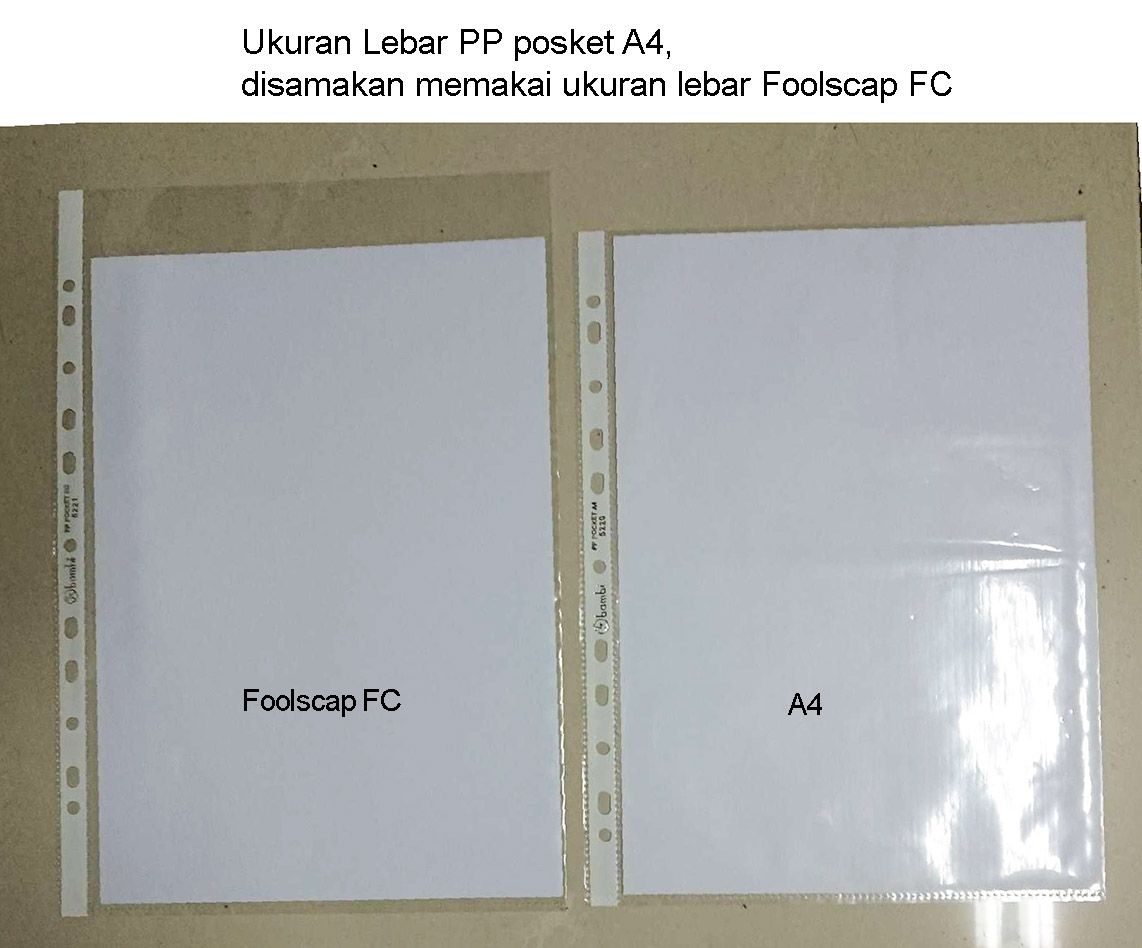 Ukuran Lebar PP posket A4,
disamakan memakai ukuran lebar Foolscap FC
PP POCKET
5221
bambi
Foolscap FC
PP POCKET A4
5220
bambi
A4